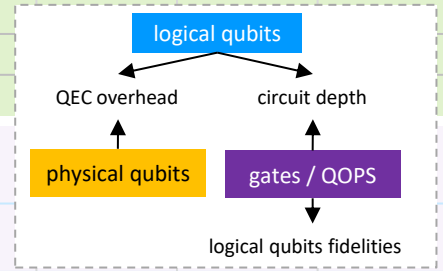 logical qubits
QEC overhead
circuit depth
physical qubits
gates / QOPS
logical qubits fidelities